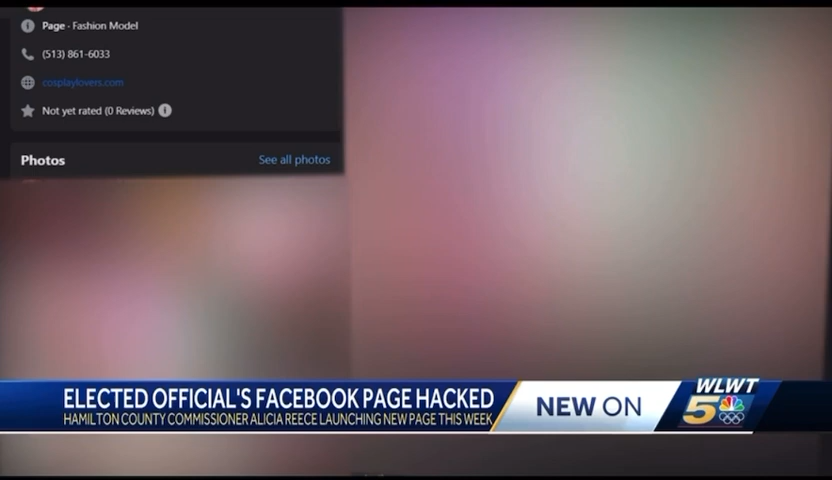 Page · Fashion Model
(513) 861-6033
cosplaylovers.com
Not yet rated (0 Reviews)
Photos
See all photos
ELECTED OFFICIAL'S FACEBOOK PAGE HACKED
HAMILTON COUNTY COMMISSIONER ALICIA REECE LAUNCHING NEW PAGE THIS WEEK
NEW ON
WLWT
5